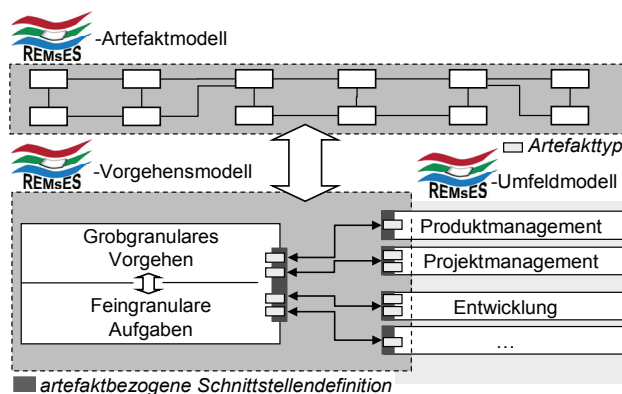 REMsES -Artefaktmodell
REMsES -Vorgehensmodell
Artefakttyp
REMsES -Umfeldmodell
Grobgranulares
Vorgehen
Feingranulare
Aufgaben
Produktmanagement
Projektmanagement
Entwicklung
...
artefaktbezogene Schnittstellendefinition